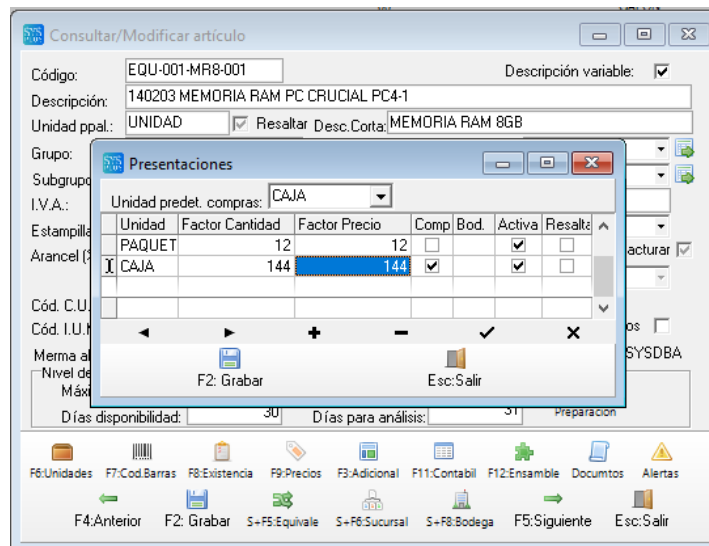 Consultar/Modificar artículo
Código: EQU-001-MR8-001 Descripción variable:
Descripción: 140203 MEMORIA RAM PC CRUCIAL PC4-1
Unidad ppal.: UNIDAD Resaltar Desc.Corta: MEMORIA RAM 8GB
Grupo:
Subgrupo
I.V.A.:
Estampilla
Arancel (%
acturar
Cód. C.U.
Cód. I.U.M
os
Merma al
SYSDBA
Nivel de
Máxi
Días disponibilidad: 30 Días para análisis: 31 Preparación
Presentaciones
Unidad predet. compras: CAJA
Unidad Factor Cantidad Factor Precio Comp Bod. Activa Resalta
PAQUET 12 12
CAJA 144 144
F2: Grabar Esc:Salir
F6:Unidades F7:Cod.Barras F8:Existencia F9:Precios F3:Adicional F11:Contabil F12:Ensamble Documtos Alertas
F4:Anterior F2: Grabar S+F5:Equivale S+F6:Sucursal S+F8:Bodega F5:Siguiente Esc:Salir